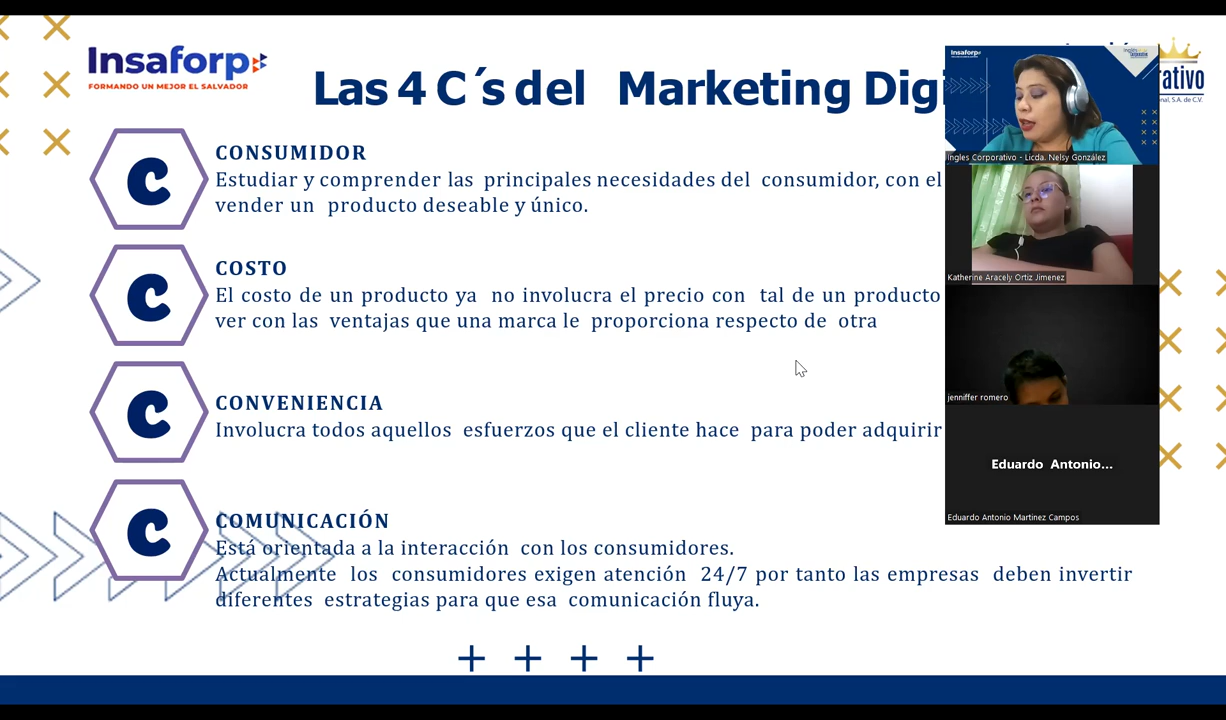 Insaforp
FORMANDO UN MEJOR EL SALVADOR
Las 4 C´s del Marketing Digi
rativo
nal, S.A. de C.V.
C
CONSUMIDOR
Estudiar y comprender las principales necesidades del consumidor, con el
vender un producto deseable y único.
C
COSTO
El costo de un producto ya no involucra el precio con tal de un producto
ver con las ventajas que una marca le proporciona respecto de otra
C
CONVENIENCIA
Involucra todos aquellos esfuerzos que el cliente hace para poder adquirir
C
COMUNICACIÓN
Está orientada a la interacción con los consumidores.
Actualmente los consumidores exigen atención 24/7 por tanto las empresas deben invertir
diferentes estrategias para que esa comunicación fluya.
Insaforp
Ingles Corporativo - Licda. Nelsy González
Katherine Aracely Ortiz Jimenez
jenniffer romero
Eduardo Antonio...
Eduardo Antonio Martinez Campos